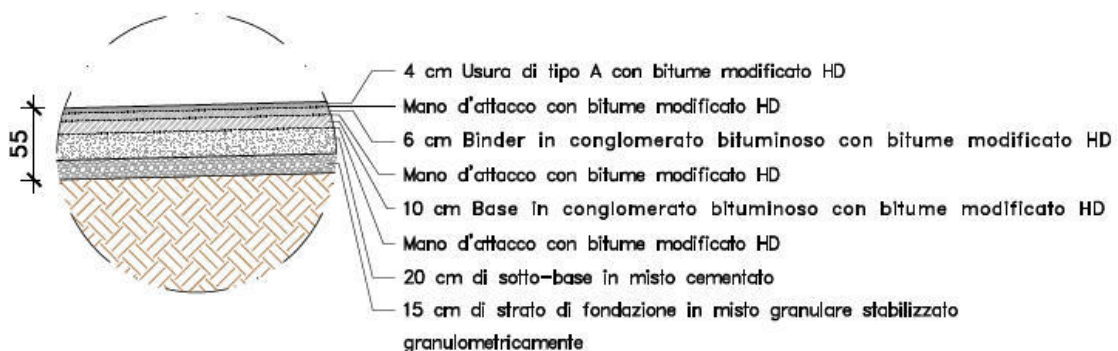 4 cm Usura di tipo A con bitume modificato HD
Mano d'attacco con bitume modificato HD
6 cm Binder in conglomerato bituminoso con bitume modificato HD
55
Mano d'attacco con bitume modificato HD
10 cm Base in conglomerato bituminoso con bitume modificato HD
Mano d'attacco con bitume modificato HD
20 cm di sotto-base in misto cementato
15 cm di strato di fondazione in misto granulare stabilizzato
granulometricamente